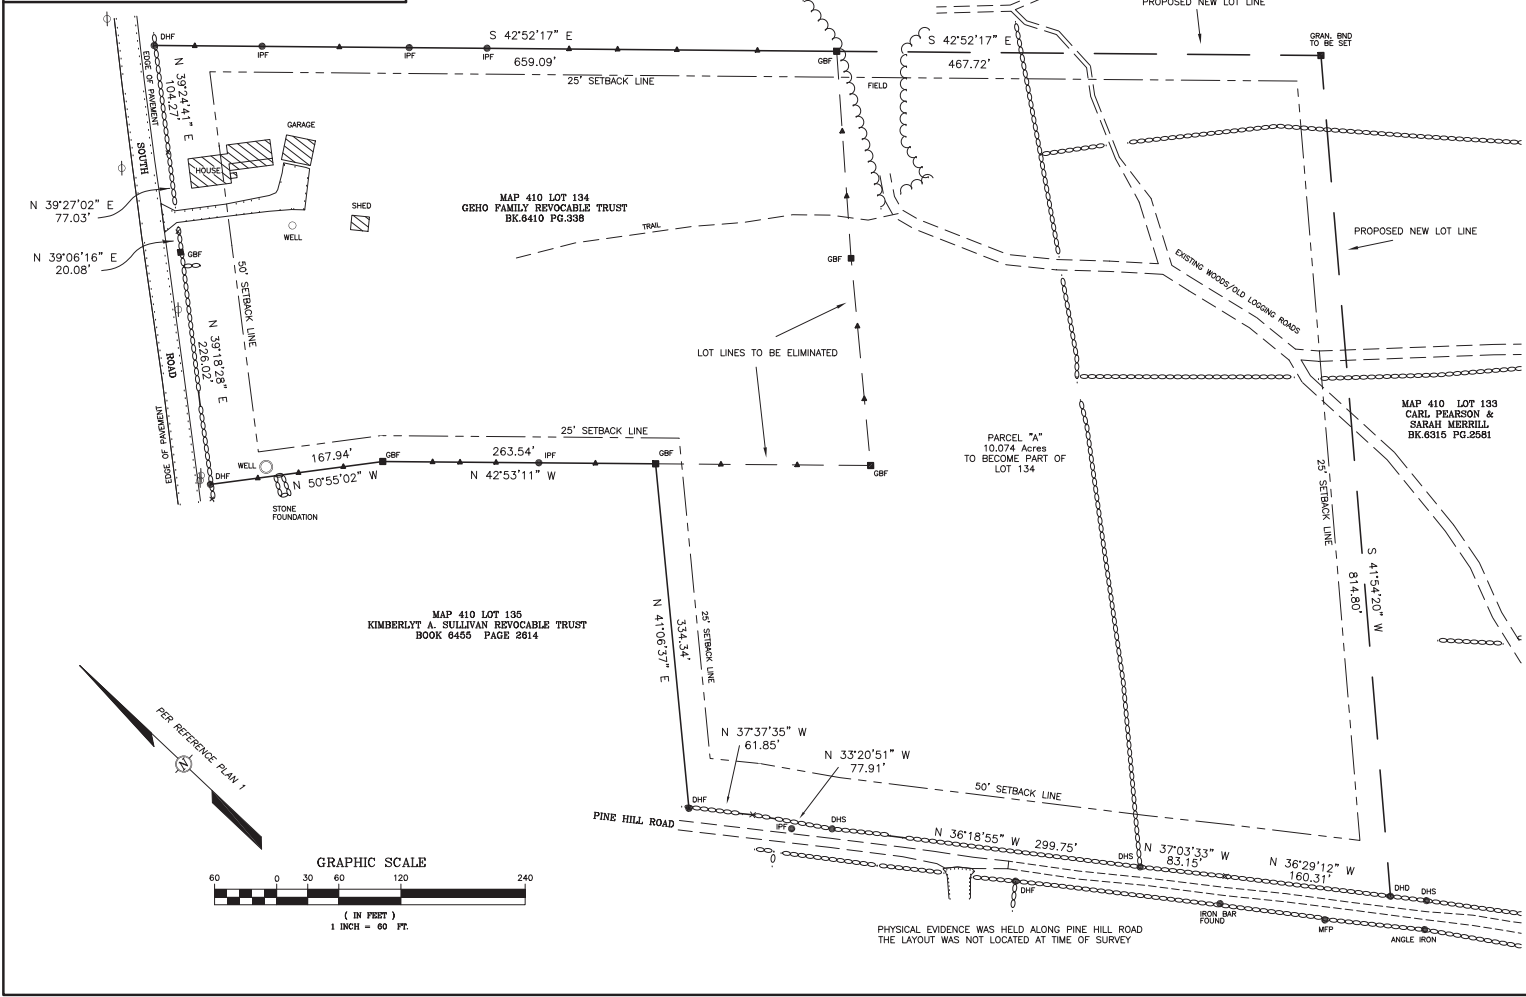 PROPOSED NEW LOT LINE
DHF
S 42°52'17" E
659.09'
IPF
IPF
IPF
GBF
S 42°52'17" E
467.72'
GRAN. BND
TO BE SET
25' SETBACK LINE
FIELD
EDGE OF PAVEMENT
N 39°24'41" E
104.27'
GARAGE
HOUSE
SOUTH
N 39°27'02" E
77.03'
SHED
WELL
MAP 410 LOT 134
GEHO FAMILY REVOCABLE TRUST
BK.6410 PG.338
TRAIL
PROPOSED NEW LOT LINE
N 39°06'16" E
20.08'
GBF
GBF
50' SETBACK LINE
EXISTING WOODS/OLD LOGGING ROADS
N 39°18'28" E
226.02'
ROAD
LOT LINES TO BE ELIMINATED
EDGE OF PAVEMENT
MAP 410 LOT 133
CARL PEARSON &
SARAH MERRILL
BK.6315 PG.2581
25' SETBACK LINE
PARCEL "A"
10.074 Acres
TO BECOME PART OF
LOT 134
WELL
167.94'
GBF
263.54'
GBF
DHF
N 50°55'02" W
IPF
N 42°53'11" W
GBF
25' SETBACK LINE
STONE
FOUNDATION
S 41°54'20" W
814.80'
MAP 410 LOT 135
KIMBERLYT A. SULLIVAN REVOCABLE TRUST
BOOK 6455 PAGE 2614
N 41°06'37" E
334.34'
25' SETBACK LINE
PER REFERENCE PLAN 1
N
N 37°37'35" W
61.85'
N 33°20'51" W
77.91'
50' SETBACK LINE
DHF
PINE HILL ROAD
IPF
DHS
N 36°18'55" W
299.75'
DHS
N 37°03'33" W
83.15'
N 36°29'12" W
160.31'
DHD
DHS
DHF
IRON BAR
FOUND
MFP
ANGLE IRON
GRAPHIC SCALE
60 0 30 60 120 240
( IN FEET )
1 INCH = 60 FT.
PHYSICAL EVIDENCE WAS HELD ALONG PINE HILL ROAD
THE LAYOUT WAS NOT LOCATED AT TIME OF SURVEY